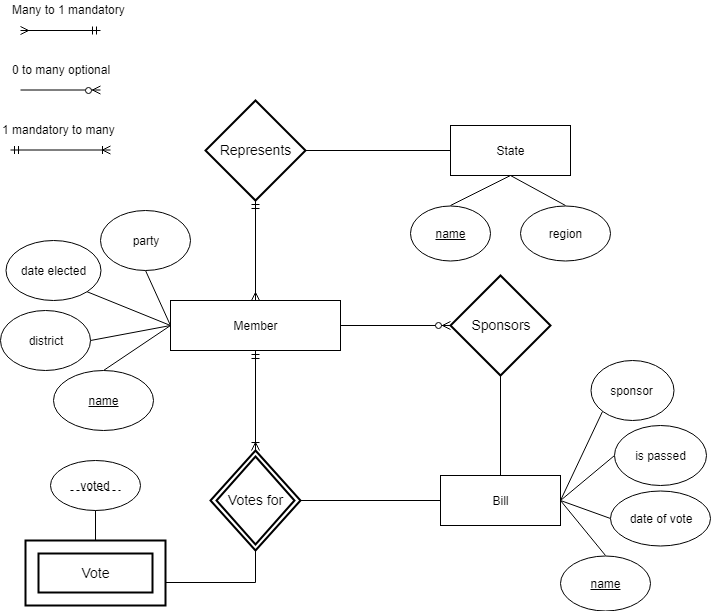 Many to 1 mandatory
0 to many optional
1 mandatory to many
Represents
State
name
region
party
date elected
district
name
Member
Sponsors
sponsor
is passed
date of vote
name
Bill
Votes for
voted
Vote